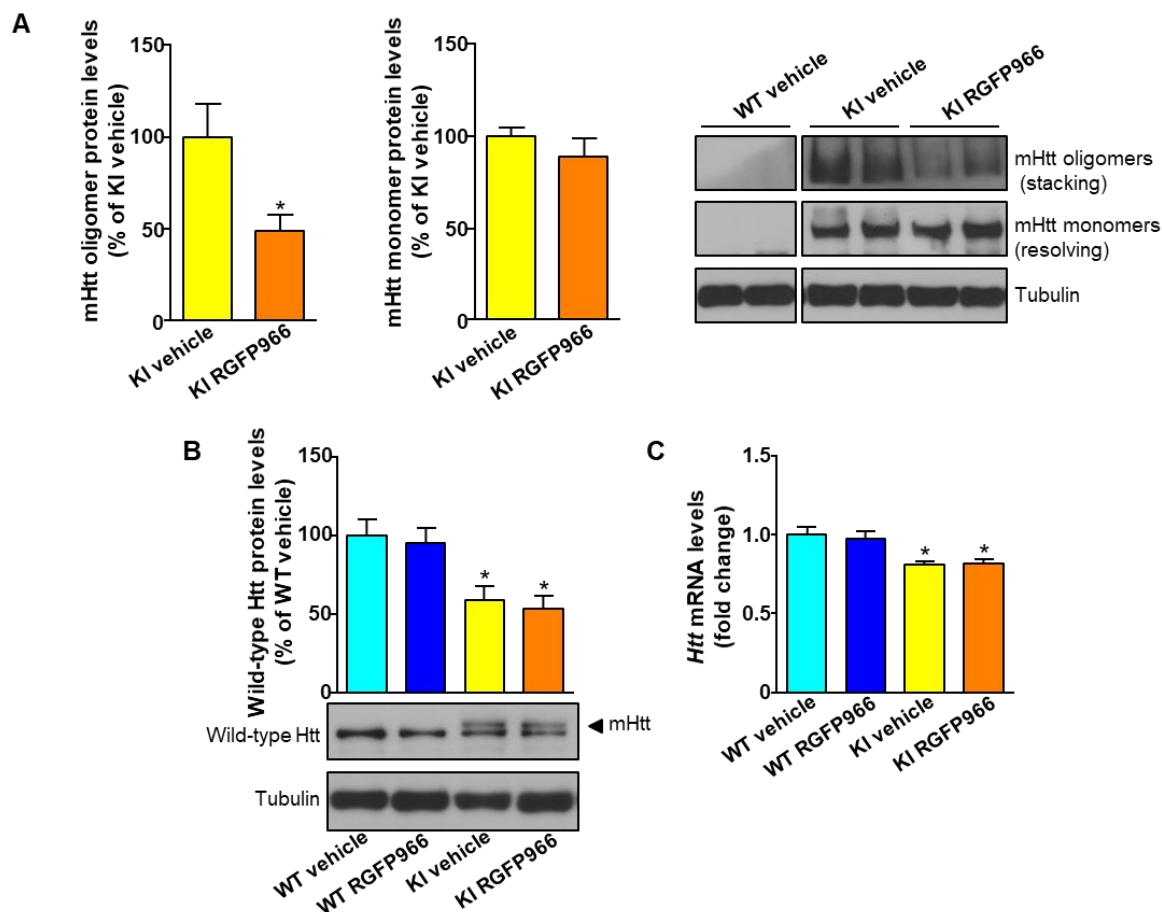 A
mHtt oligomer protein levels
(% of KI vehicle)
150
100
50
0
KI vehicle
KI RGFP966
mHtt monomer protein levels
(% of KI vehicle)
150
100
50
0
KI vehicle
KI RGFP966
*
WT vehicle
KI vehicle
KI RGFP966
mHtt oligomers
(stacking)
mHtt monomers
(resolving)
Tubulin
B
Wild-type Htt protein levels
(% of WT vehicle)
150
100
50
0
*
*
Wild-type Htt
mHtt
Tubulin
WT vehicle
WT RGFP966
KI vehicle
KI RGFP966
C
Htt mRNA levels
(fold change)
1.5
1.0
0.5
0
*
*
WT vehicle
WT RGFP966
KI vehicle
KI RGFP966